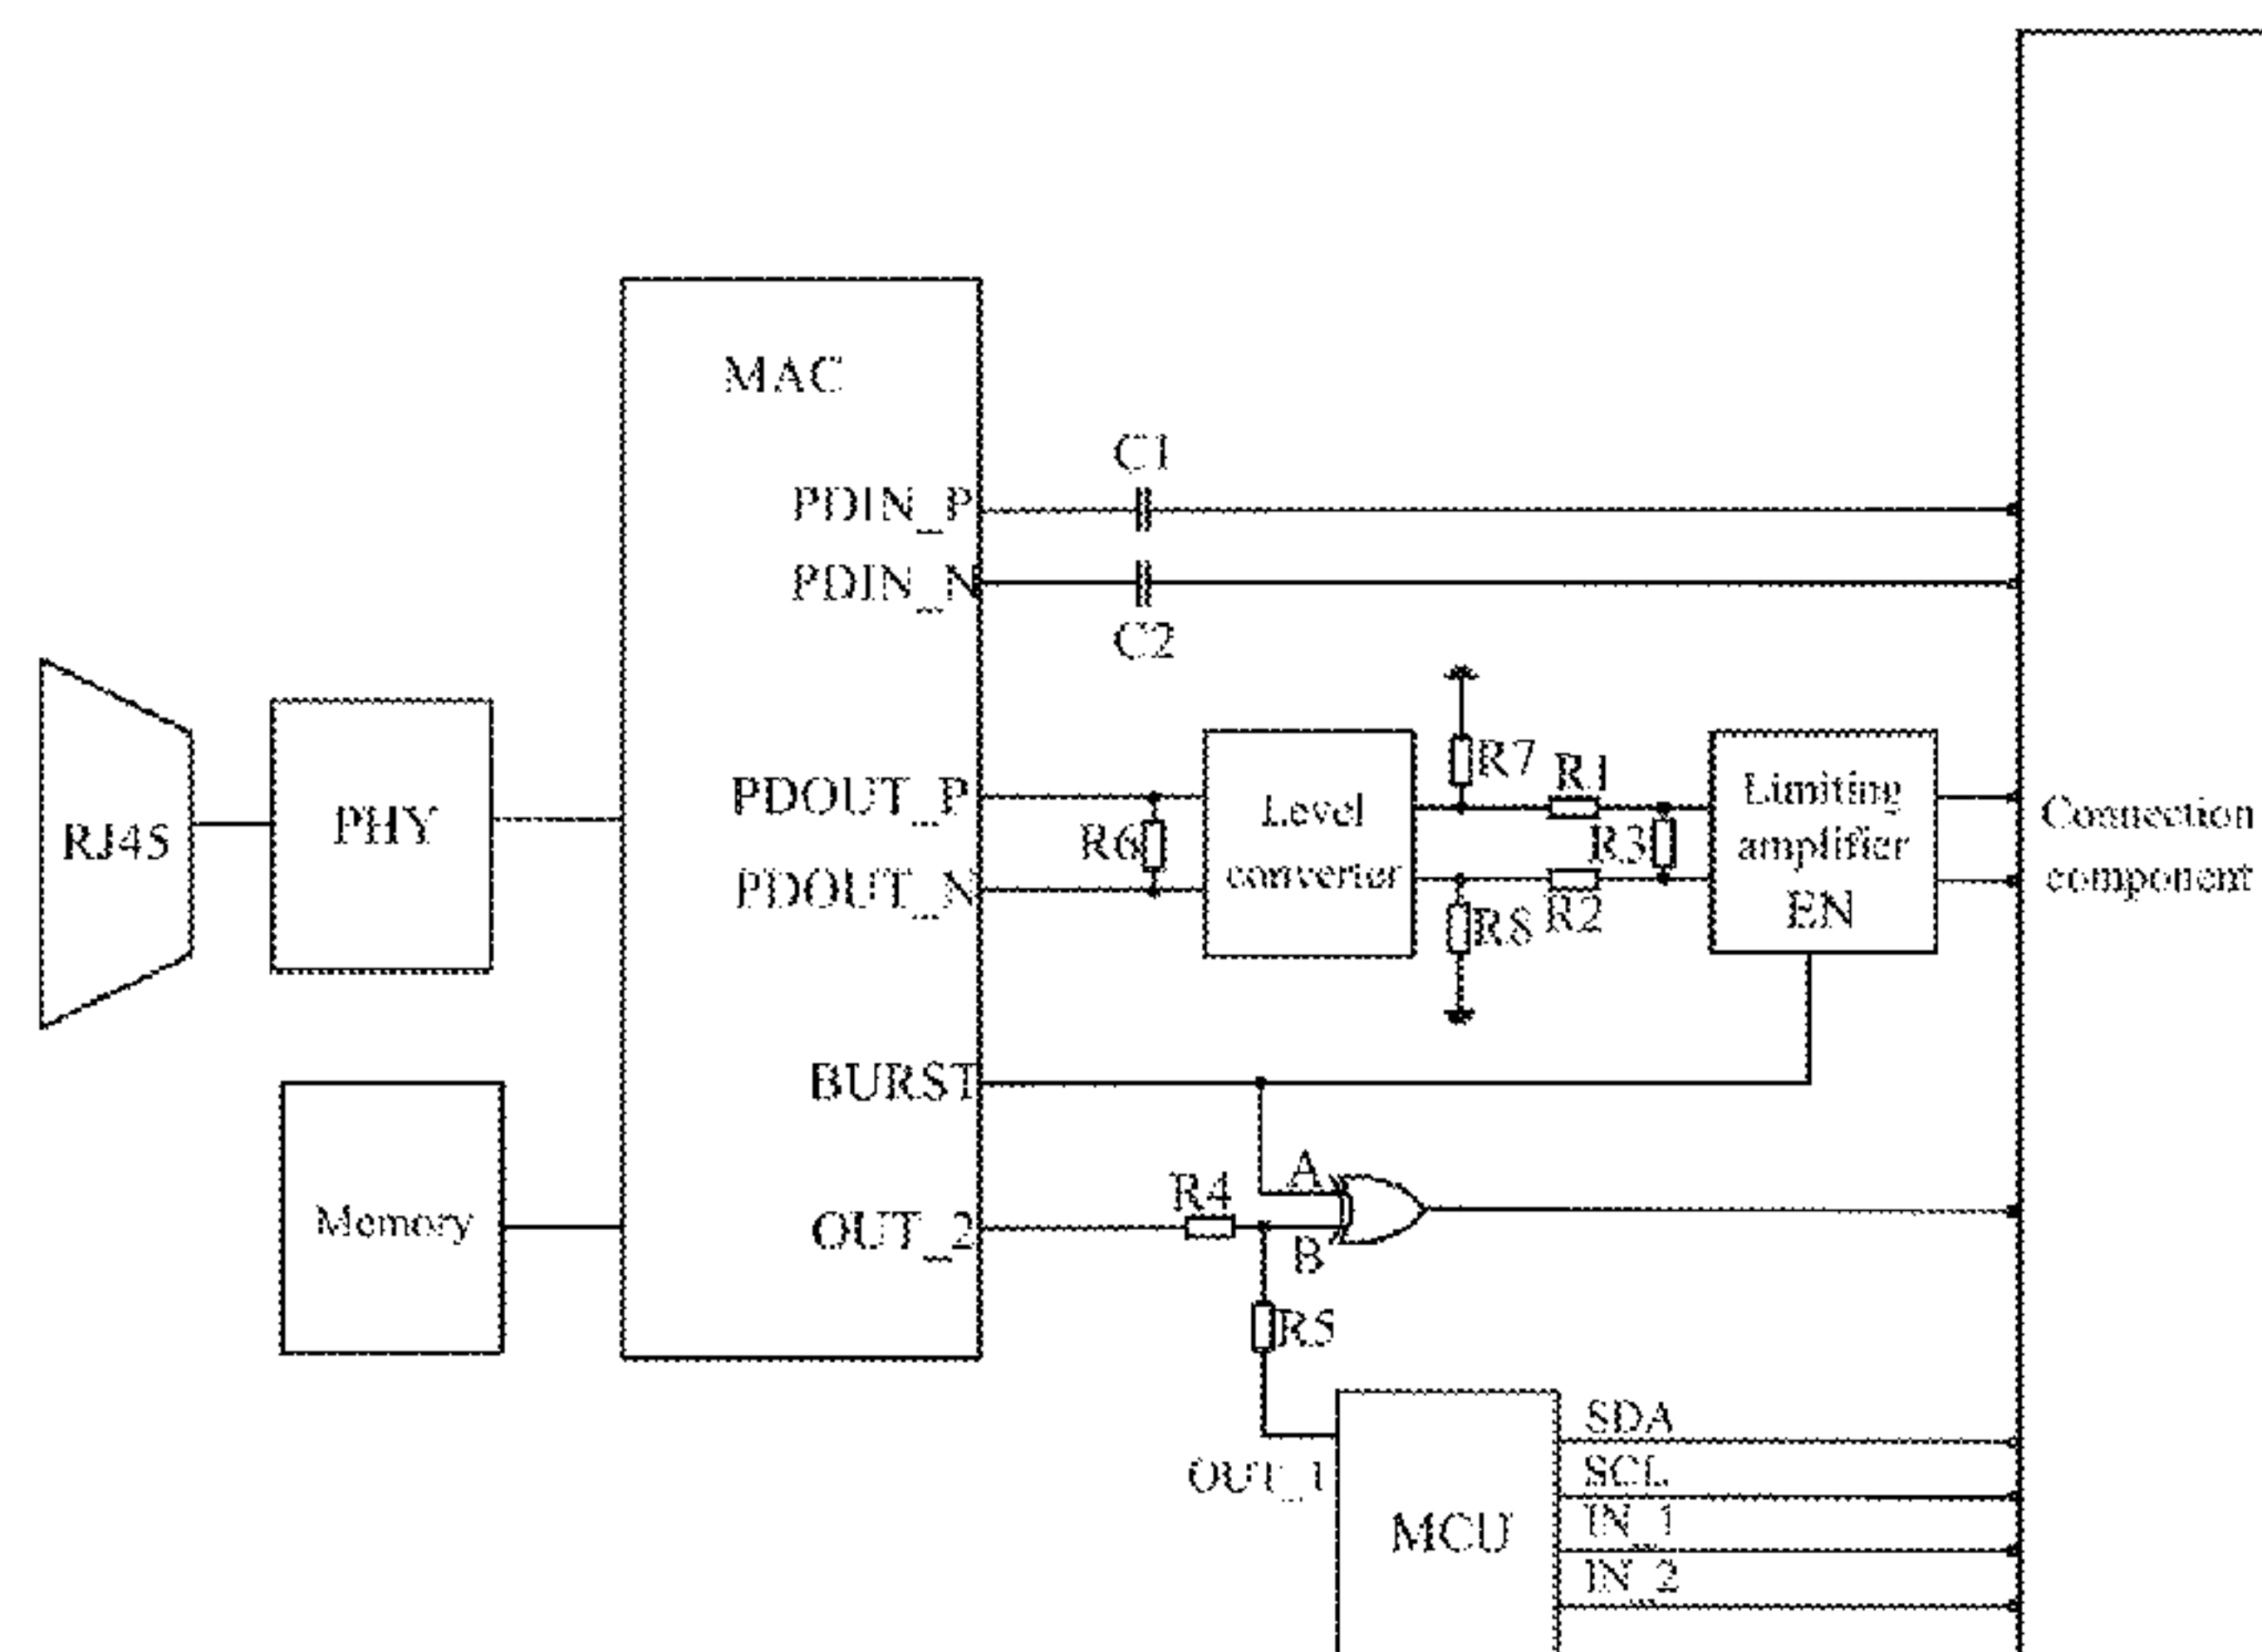 MAC
C1
PDIN_P
PDIN_N
C2
RJ45
PHY
PDOUT_P
PDOUT_N
R6
Level
converter
R7
R1
R3
R8
R2
Limiting
amplifier
EN
Connection
component
BURST
Memory
OUT_2
R4
A
B
R5
OUT_1
MCU
SDA
SCL
IN_1
IN_2